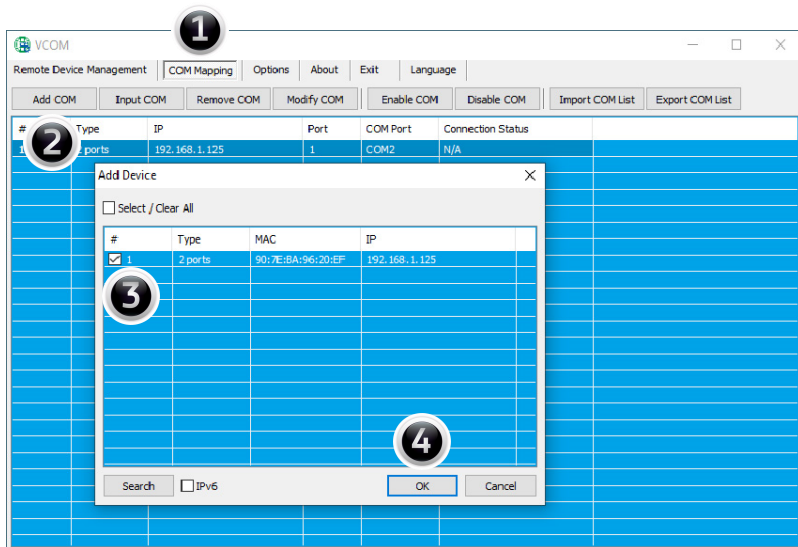 1
VCOM
Remote Device Management COM Mapping Options About Exit Language
Add COM Input COM Remove COM Modify COM Enable COM Disable COM Import COM List Export COM List
# Type IP Port COM Port Connection Status
2
1 2 ports 192.168.1.125 1 COM2 N/A
Add Device
Select / Clear All
# Type MAC IP
1 2 ports 90:7E:BA:96:20:EF 192.168.1.125
3
4
Search IPv6 OK Cancel